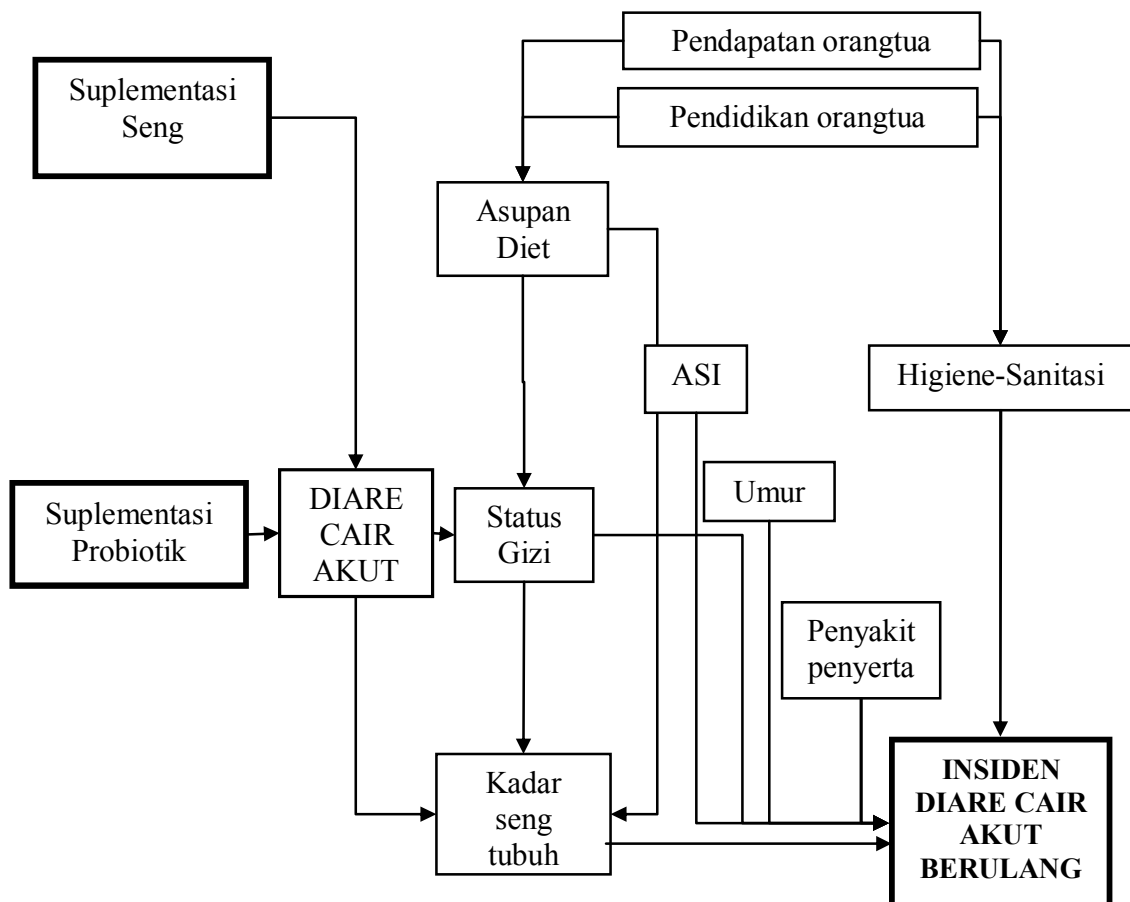 Pendapatan orangtua
Suplementasi
Seng
Pendidikan orangtua
Asupan
Diet
ASI
Higiene-Sanitasi
Suplementasi
Probiotik
DIARE
CAIR
AKUT
Status
Gizi
Umur
Penyakit
penyerta
Kadar
seng
tubuh
INSIDEN
DIARE CAIR
AKUT
BERULANG